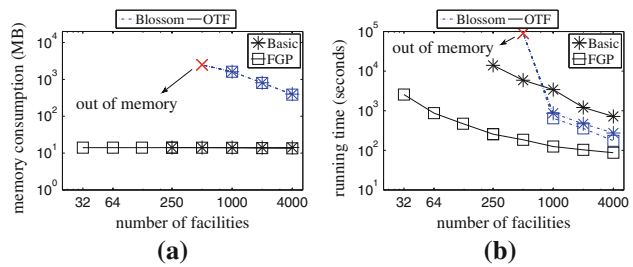 Blossom OTF
memory consumption (MB)
10^4
10^3
10^2
10^1
10^0
Basic
FGP
out of memory
32 64 250 1000 4000
number of facilities
(a)
Blossom OTF
running time (seconds)
10^5
10^4
10^3
10^2
10^1
out of memory
Basic
FGP
32 64 250 1000 4000
number of facilities
(b)